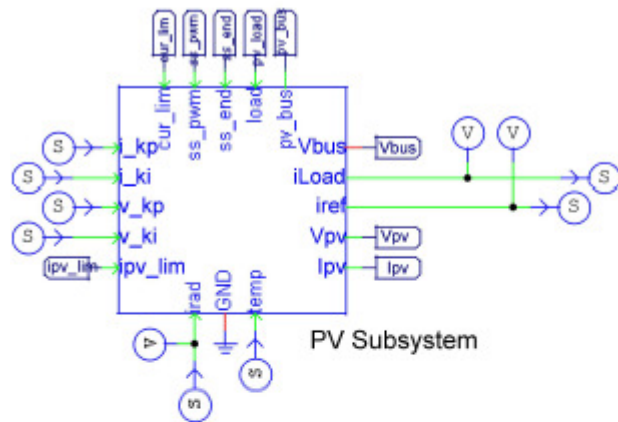 cur_lim ss_pwm ss_end pv_load pv_bus
cur_lim ss_pwm ss_end load pv_bus
S i_kp
S i_ki
S v_kp
S v_ki
ipv_lim ipv_lim
Vbus Vbus
V V
iLoad S
iref S
Vpv Vpv
Ipv Ipv
irad GND temp
V
S S
PV Subsystem